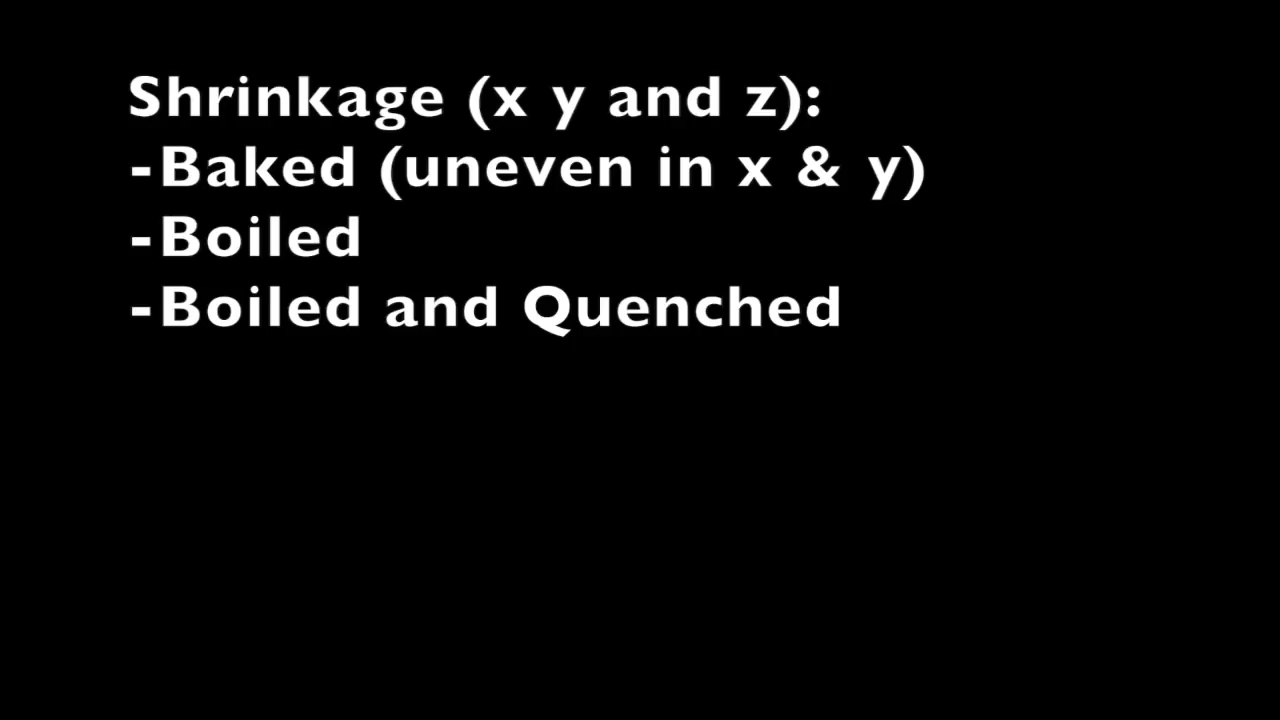 Shrinkage (x y and z):
-Baked (uneven in x & y)
-Boiled
-Boiled and Quenched